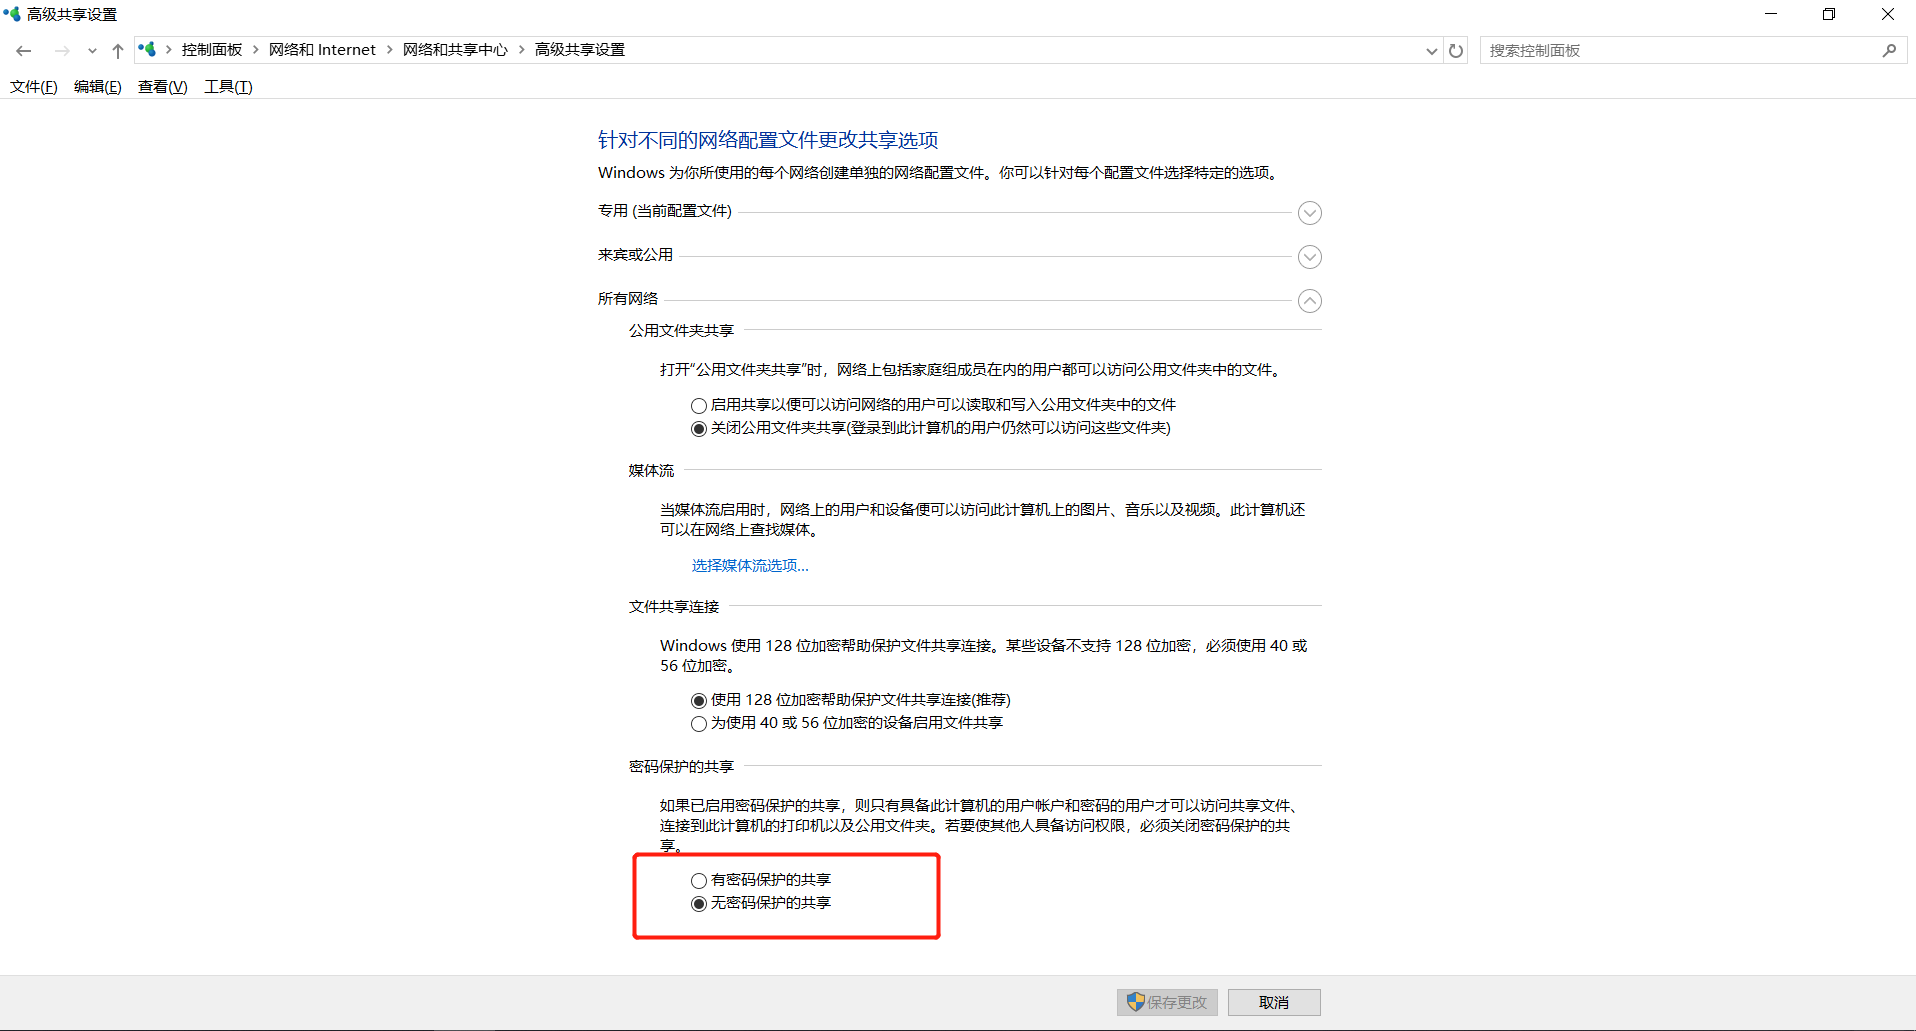 高级共享设置
控制面板 > 网络和 Internet > 网络和共享中心 > 高级共享设置
搜索控制面板
文件(F) 编辑(E) 查看(V) 工具(T)
针对不同的网络配置文件更改共享选项
Windows 为你所使用的每个网络创建单独的网络配置文件。你可以针对每个配置文件选择特定的选项。
专用 (当前配置文件)
来宾或公用
所有网络
公用文件夹共享
打开“公用文件夹共享”时，网络上包括家庭组成员在内的用户都可以访问公用文件夹中的文件。
启用共享以便可以访问网络的用户可以读取和写入公用文件夹中的文件
关闭公用文件夹共享(登录到此计算机的用户仍然可以访问这些文件夹)
媒体流
当媒体流启用时，网络上的用户和设备便可以访问此计算机上的图片、音乐以及视频。此计算机还
可以在网络上查找媒体。
选择媒体流选项...
文件共享连接
Windows 使用 128 位加密帮助保护文件共享连接。某些设备不支持 128 位加密，必须使用 40 或
56 位加密。
使用 128 位加密帮助保护文件共享连接(推荐)
为使用 40 或 56 位加密的设备启用文件共享
密码保护的共享
如果已启用密码保护的共享，则只有具备此计算机的用户帐户和密码的用户才可以访问共享文件、
连接到此计算机的打印机以及公用文件夹。若要使其他人具备访问权限，必须关闭密码保护的共
享。
有密码保护的共享
无密码保护的共享
保存更改
取消